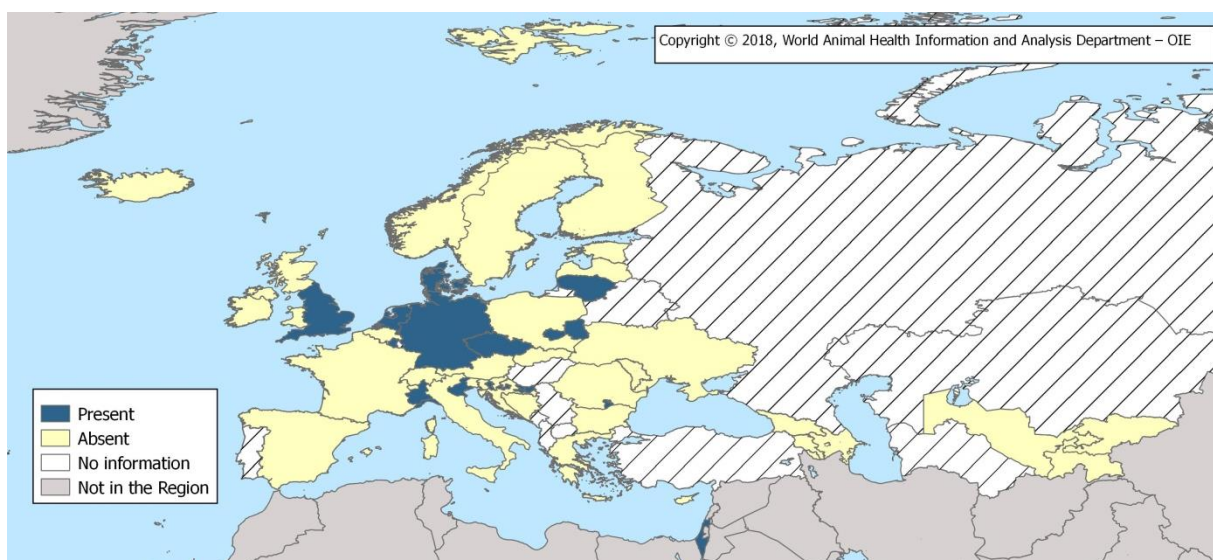 Copyright © 2018, World Animal Health Information and Analysis Department – OIE
Present
Absent
No information
Not in the Region